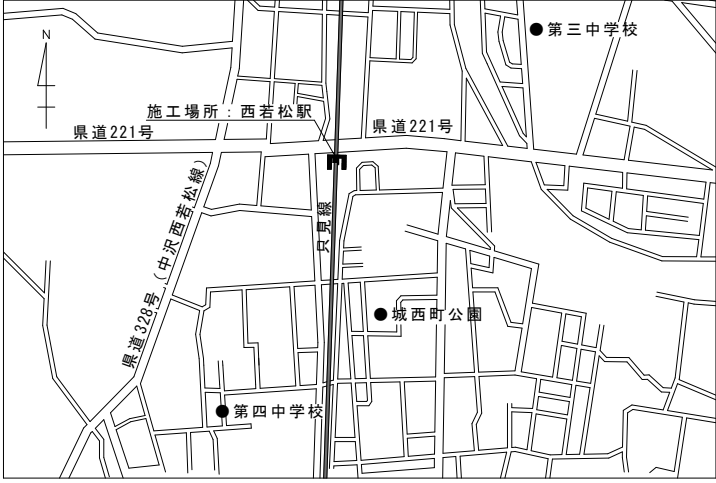 N
第三中学校
施工場所：西若松駅
県道221号
県道221号
只見線
県道328号（中沢西若松線）
城西町公園
第四中学校